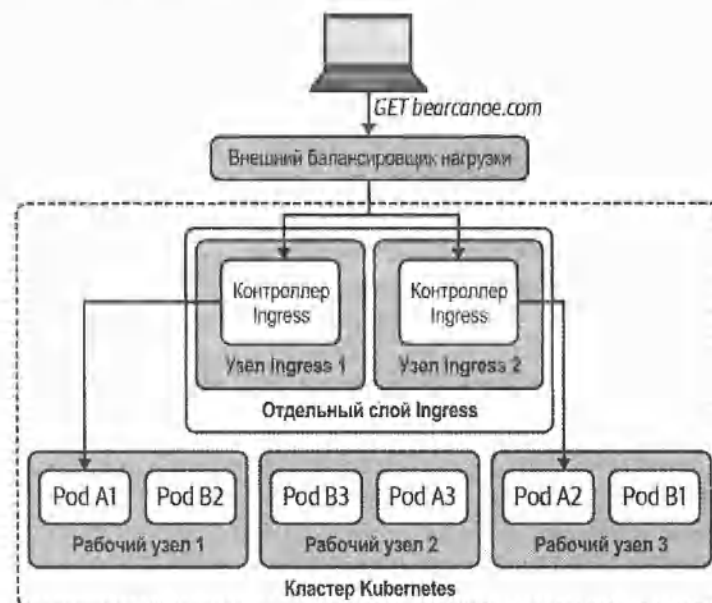 GET bearcanoe.com
Внешний балансировщик нагрузки
Контроллер
Ingress
Контроллер
Ingress
Узел Ingress 1
Узел Ingress 2
Отдельный слой Ingress
Pod A1
Pod B2
Pod B3
Pod A3
Pod A2
Pod B1
Рабочий узел 1
Рабочий узел 2
Рабочий узел 3
Кластер Kubernetes